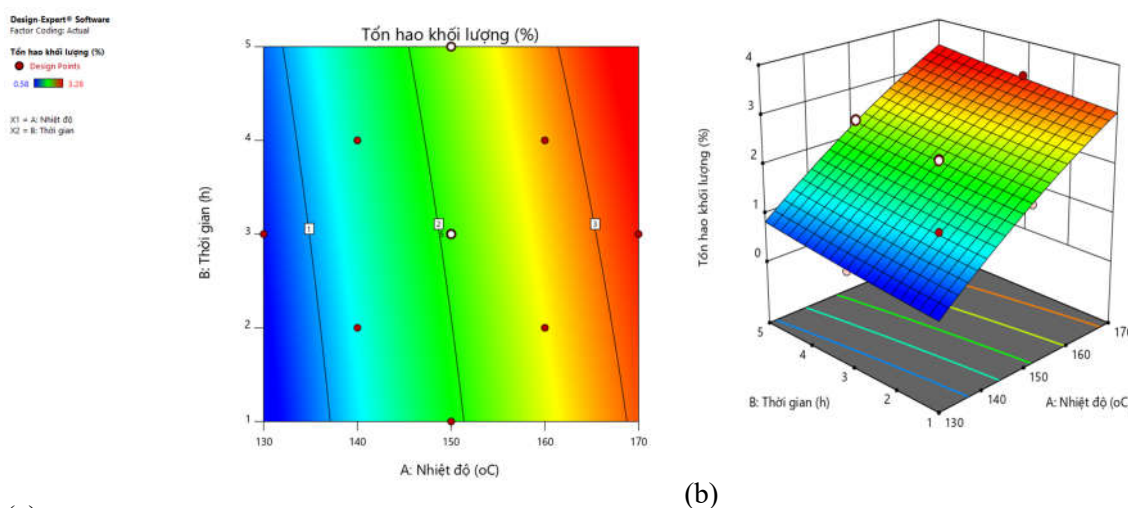 Design-Expert® Software
Factor Coding: Actual
Tổn hao khối lượng (%)
Design Points
0.58 3.28
X1 = A: Nhiệt độ
X2 = B: Thời gian
Tổn hao khối lượng (%)
B: Thời gian (h)
5
4
3
2
1
1
2
3
130 140 150 160 170
A: Nhiệt độ (oC)
Tổn hao khối lượng (%)
4
3
2
1
0
5
4
3
2
1
130
140
150
160
170
B: Thời gian (h)
A: Nhiệt độ (oC
(b)